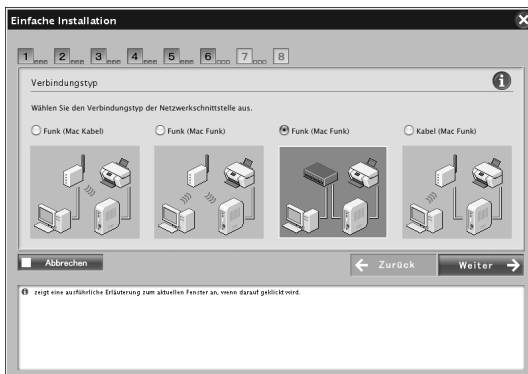 Einfache Installation
1 2 3 4 5 6 7 8
Verbindungstyp
Wählen Sie den Verbindungstyp der Netzwerkschnittstelle aus.
Funk (Mac Kabel) Funk (Mac Funk) Funk (Mac Funk) Kabel (Mac Funk)
Abbrechen Zurück Weiter
zeigt eine ausführliche Erläuterung zum aktuellen Fenster an, wenn darauf geklickt wird.